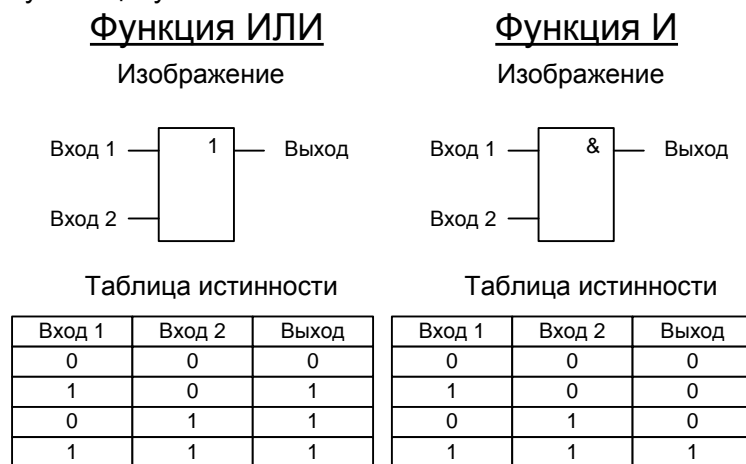 Функция ИЛИ
Изображение
Вход 1
1
Выход
Вход 2
Таблица истинности
Вход 1 Вход 2 Выход
0 0 0
1 0 1
0 1 1
1 1 1
Функция И
Изображение
Вход 1
&
Выход
Вход 2
Таблица истинности
Вход 1 Вход 2 Выход
0 0 0
1 0 0
0 1 0
1 1 1